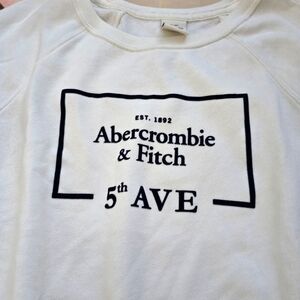 EST. 1892
Abercrombie
& Fitch
5th AVE